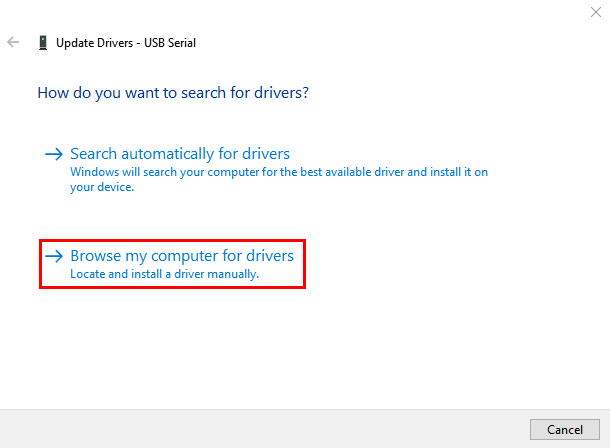 Update Drivers - USB Serial
How do you want to search for drivers?
Search automatically for drivers
Windows will search your computer for the best available driver and install it on
your device.
Browse my computer for drivers
Locate and install a driver manually.
Cancel